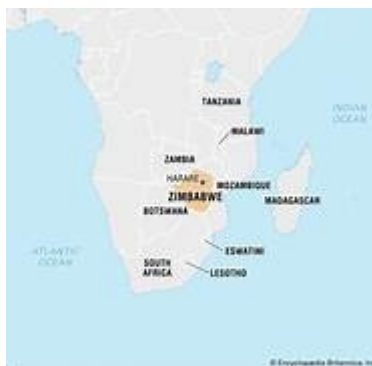 TANZANIA
INDIAN
OCEAN
MALAWI
ZAMBIA
HARARE
MOZAMBIQUE
ZIMBABWE
MADAGASCAR
BOTSWANA
ATLANTIC
OCEAN
ESWATINI
SOUTH
AFRICA
LESOTHO
© Encyclopædia Britannica, Inc